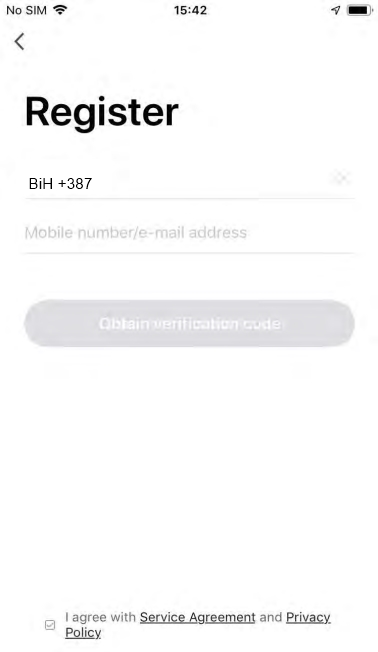 No SIM 15:42
Register
BiH +387
Mobile number/e-mail address
Obtain verification code
I agree with Service Agreement and Privacy
Policy